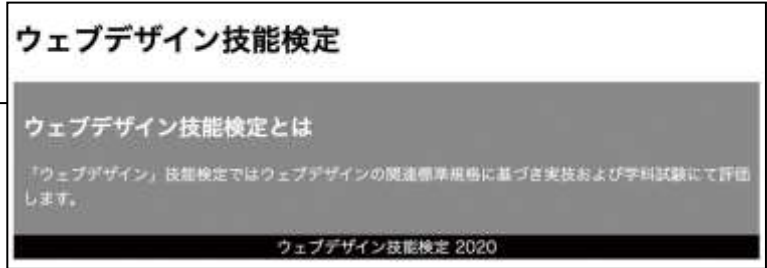 ウェブデザイン技能検定
ウェブデザイン技能検定とは
「ウェブデザイン」技能検定ではウェブデザインの関連標準規格に基づき実技および学科試験にて評価
します。
ウェブデザイン技能検定 2020